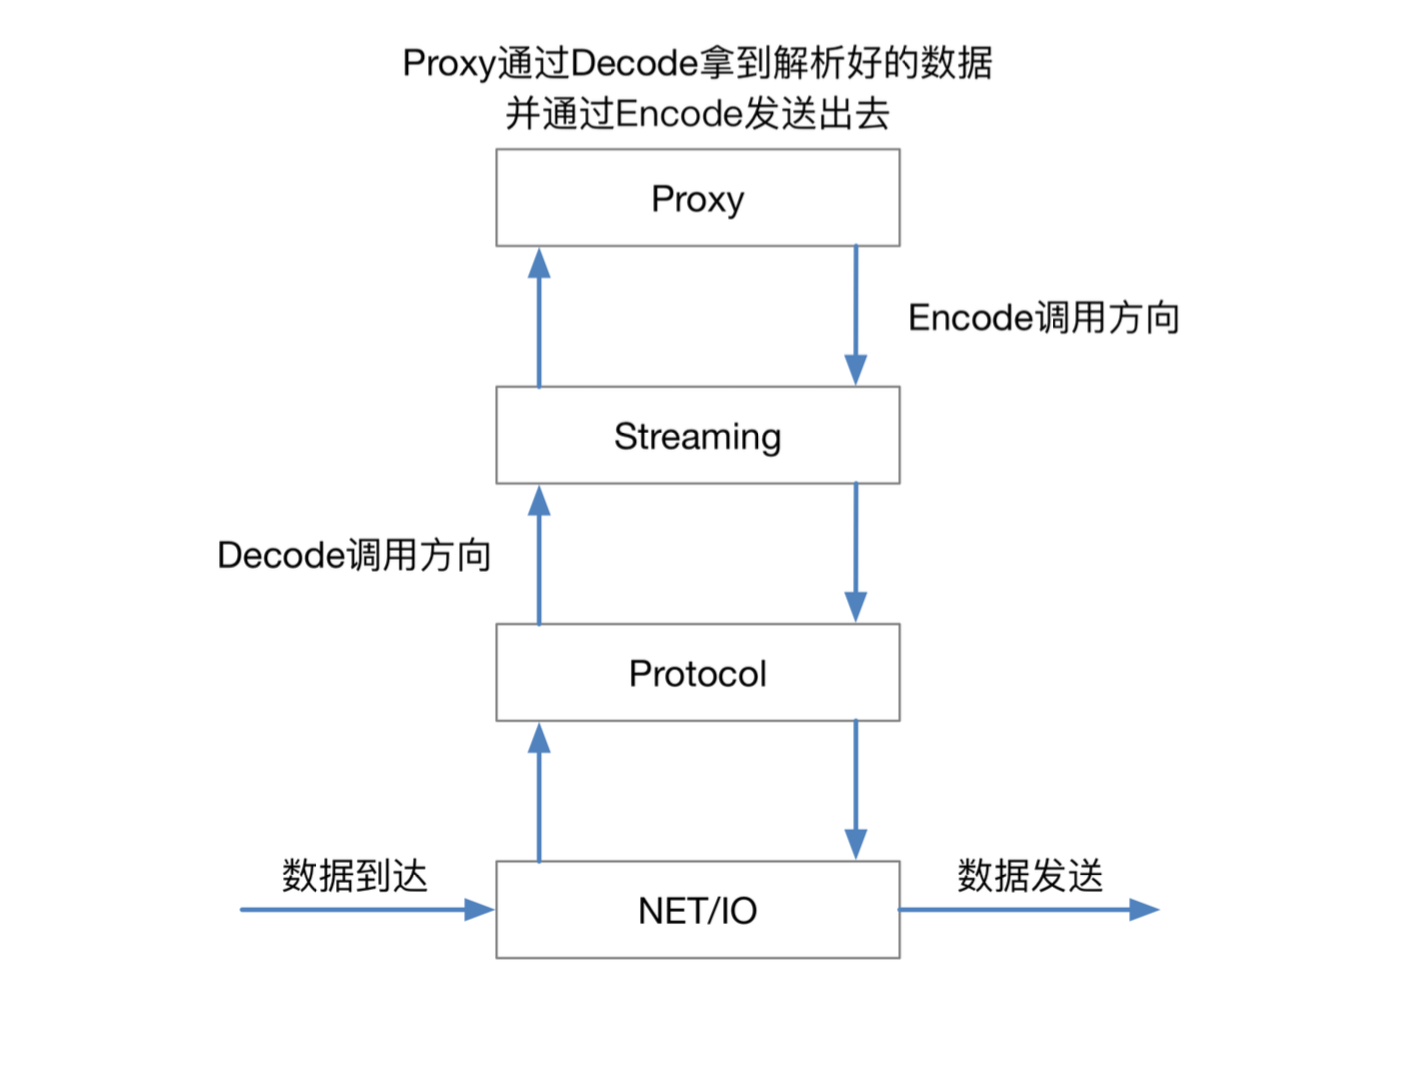 Proxy通过Decode拿到解析好的数据
并通过Encode发送出去
Proxy
Encode调用方向
Streaming
Decode调用方向
Protocol
数据到达
NET/IO
数据发送